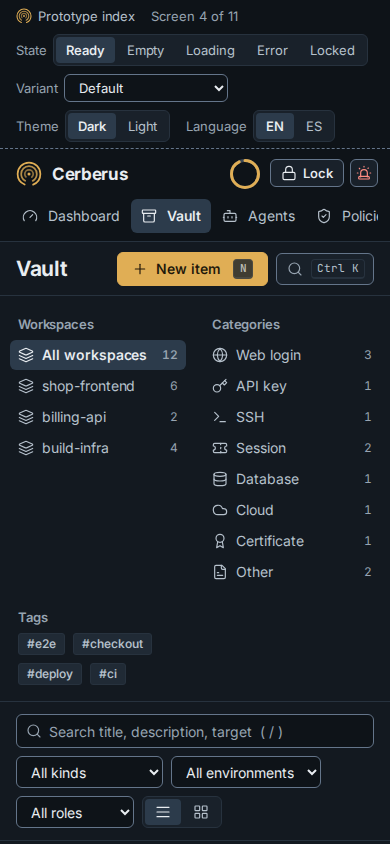 Prototype index Screen 4 of 11
State Ready Empty Loading Error Locked
Variant Default
Theme Dark Light Language EN ES
Cerberus Lock
Dashboard Vault Agents Polici
Vault + New item N Ctrl K
Workspaces
All workspaces 12
shop-frontend 6
billing-api 2
build-infra 4
Categories
Web login 3
API key 1
SSH 1
Session 2
Database 1
Cloud 1
Certificate 1
Other 2
Tags
#e2e #checkout
#deploy #ci
Search title, description, target ( / )
All kinds All environments
All roles